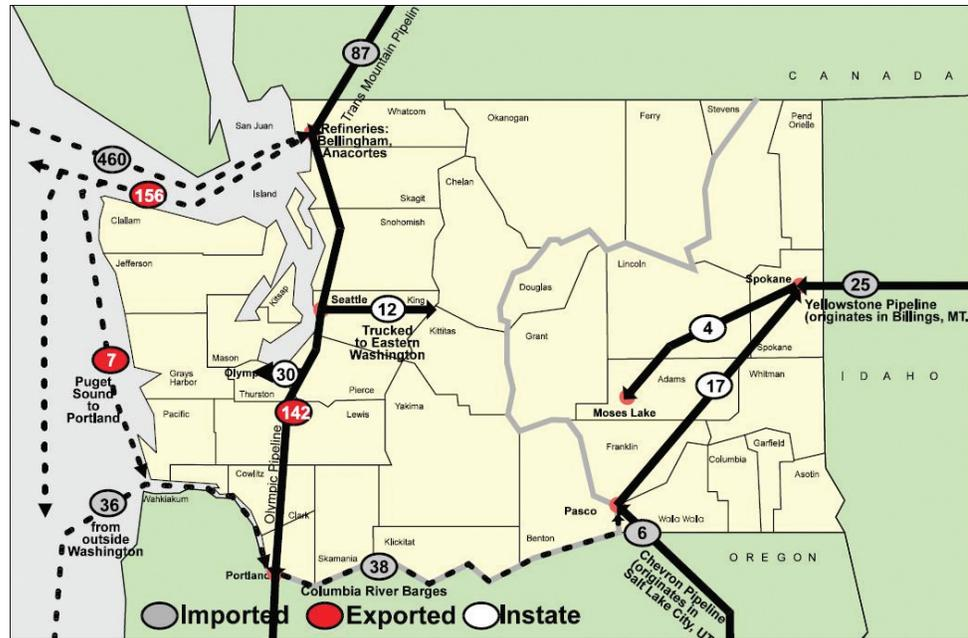 87
Trans Mountain Pipelin
C A N A D A
San Juan
Whatcom
Okanogan
Ferry
Stevens
Pend
Orielle
Refineries:
Bellingham,
Anacortes
460
156
Island
Skagit
Chelan
Clallam
Snohomish
Jefferson
Kitsap
Douglas
Lincoln
Spokane
25
Yellowstone Pipeline
(originates in Billings, MT.
Seattle
12
King
Trucked
to Eastern
Washington
Kittitas
Grant
4
Spokane
Mason
7
Puget
Sound
to
Portland
Grays
Harbor
Olymp
30
Thurston
Pierce
Adams
17
Whitman
I D A H O
Moses Lake
Pacific
142
Lewis
Yakima
Franklin
Columbia
Garfield
Asotin
Olympic Pipeline
Cowlitz
Wahkiakum
36
from
outside
Washington
Clark
Pasco
Walla Walla
6
Benton
Klickitat
Skamania
38
O R E G O N
Portland
Columbia River Barges
Chevron Pipeline
(originates in
Salt Lake City, UT
Imported
Exported
Instate